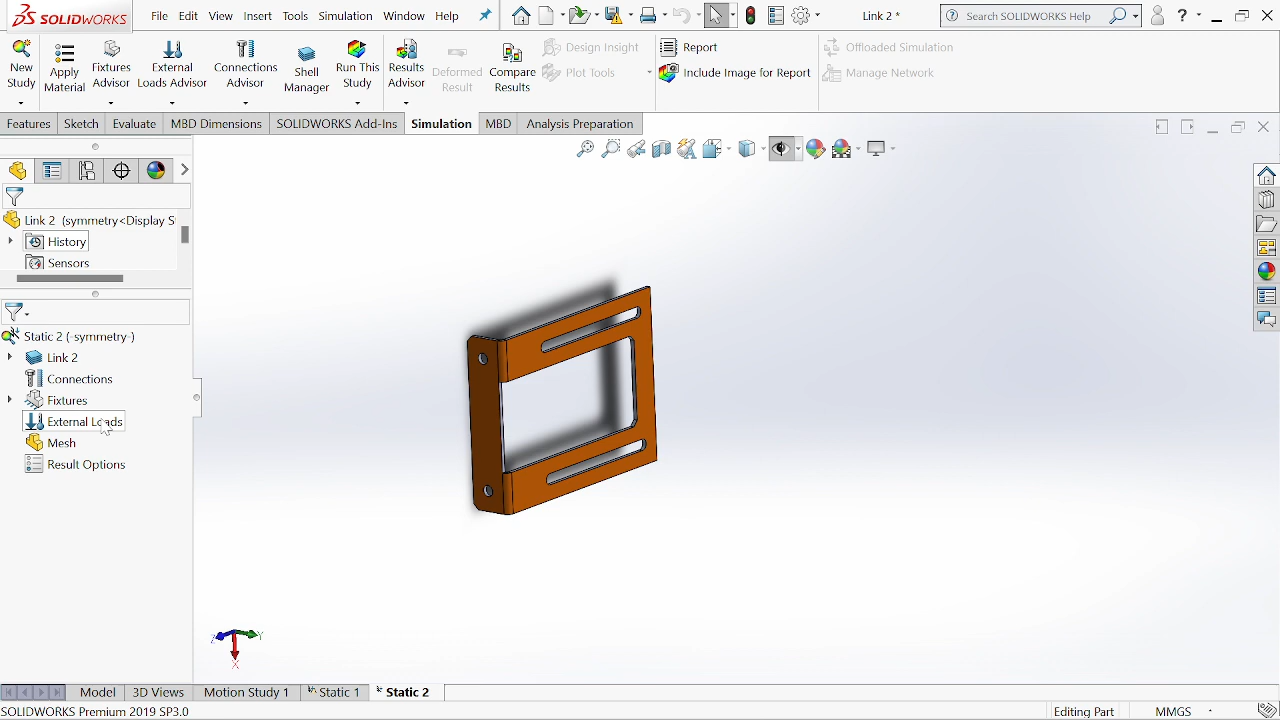 SOLIDWORKS
File Edit View Insert Tools Simulation Window Help
Link 2 *
Search SOLIDWORKS Help
?
New Study
Apply Material
Fixtures Advisor
External Loads Advisor
Connections Advisor
Shell Manager
Run This Study
Results Advisor
Deformed Result
Compare Results
Design Insight
Plot Tools
Report
Include Image for Report
Offloaded Simulation
Manage Network
Features Sketch Evaluate MBD Dimensions SOLIDWORKS Add-Ins Simulation MBD Analysis Preparation
Link 2 (symmetry<Display S
History
Sensors
Static 2 (-symmetry-)
Link 2
Connections
Fixtures
External Loads
Mesh
Result Options
Z Y
X
Model 3D Views Motion Study 1 Static 1 Static 2
SOLIDWORKS Premium 2019 SP3.0
Editing Part MMGS